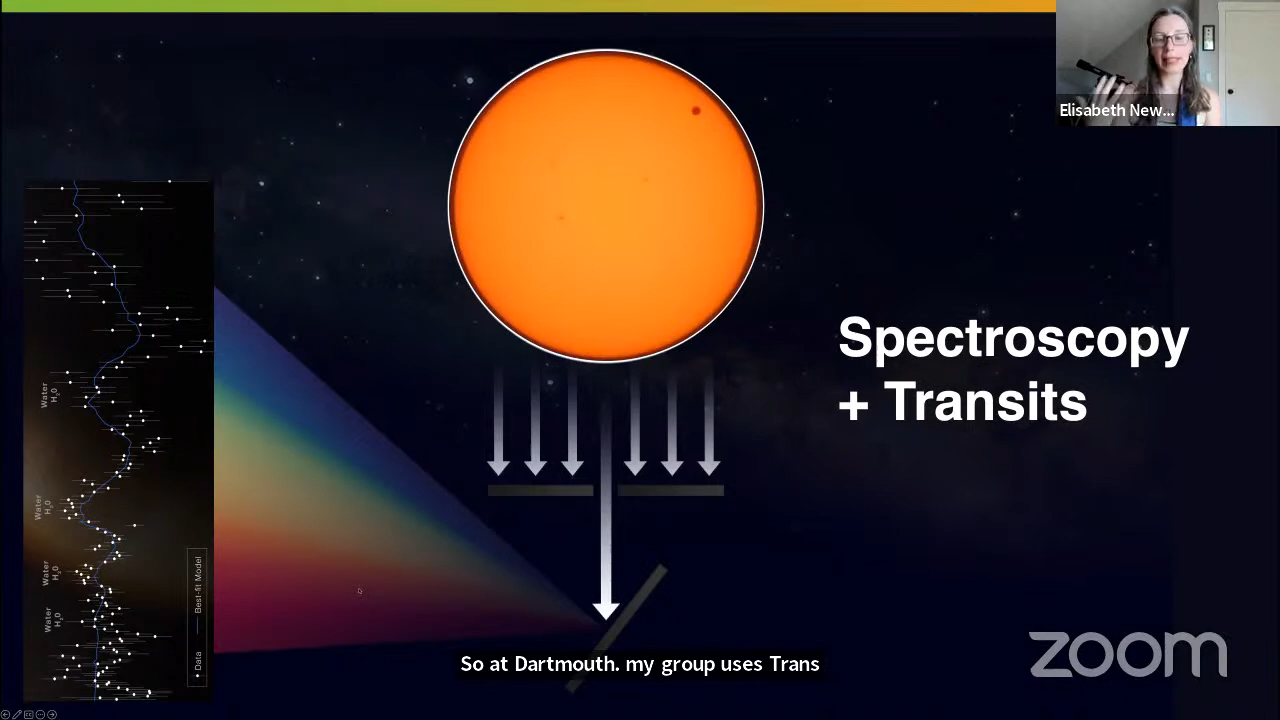 Elisabeth New...
Spectroscopy
+ Transits
Water
H₂O
Water
H₂O
Water
H₂O
Water
H₂O
• Data — Best-fit Model
So at Dartmouth. my group uses Trans
zoom